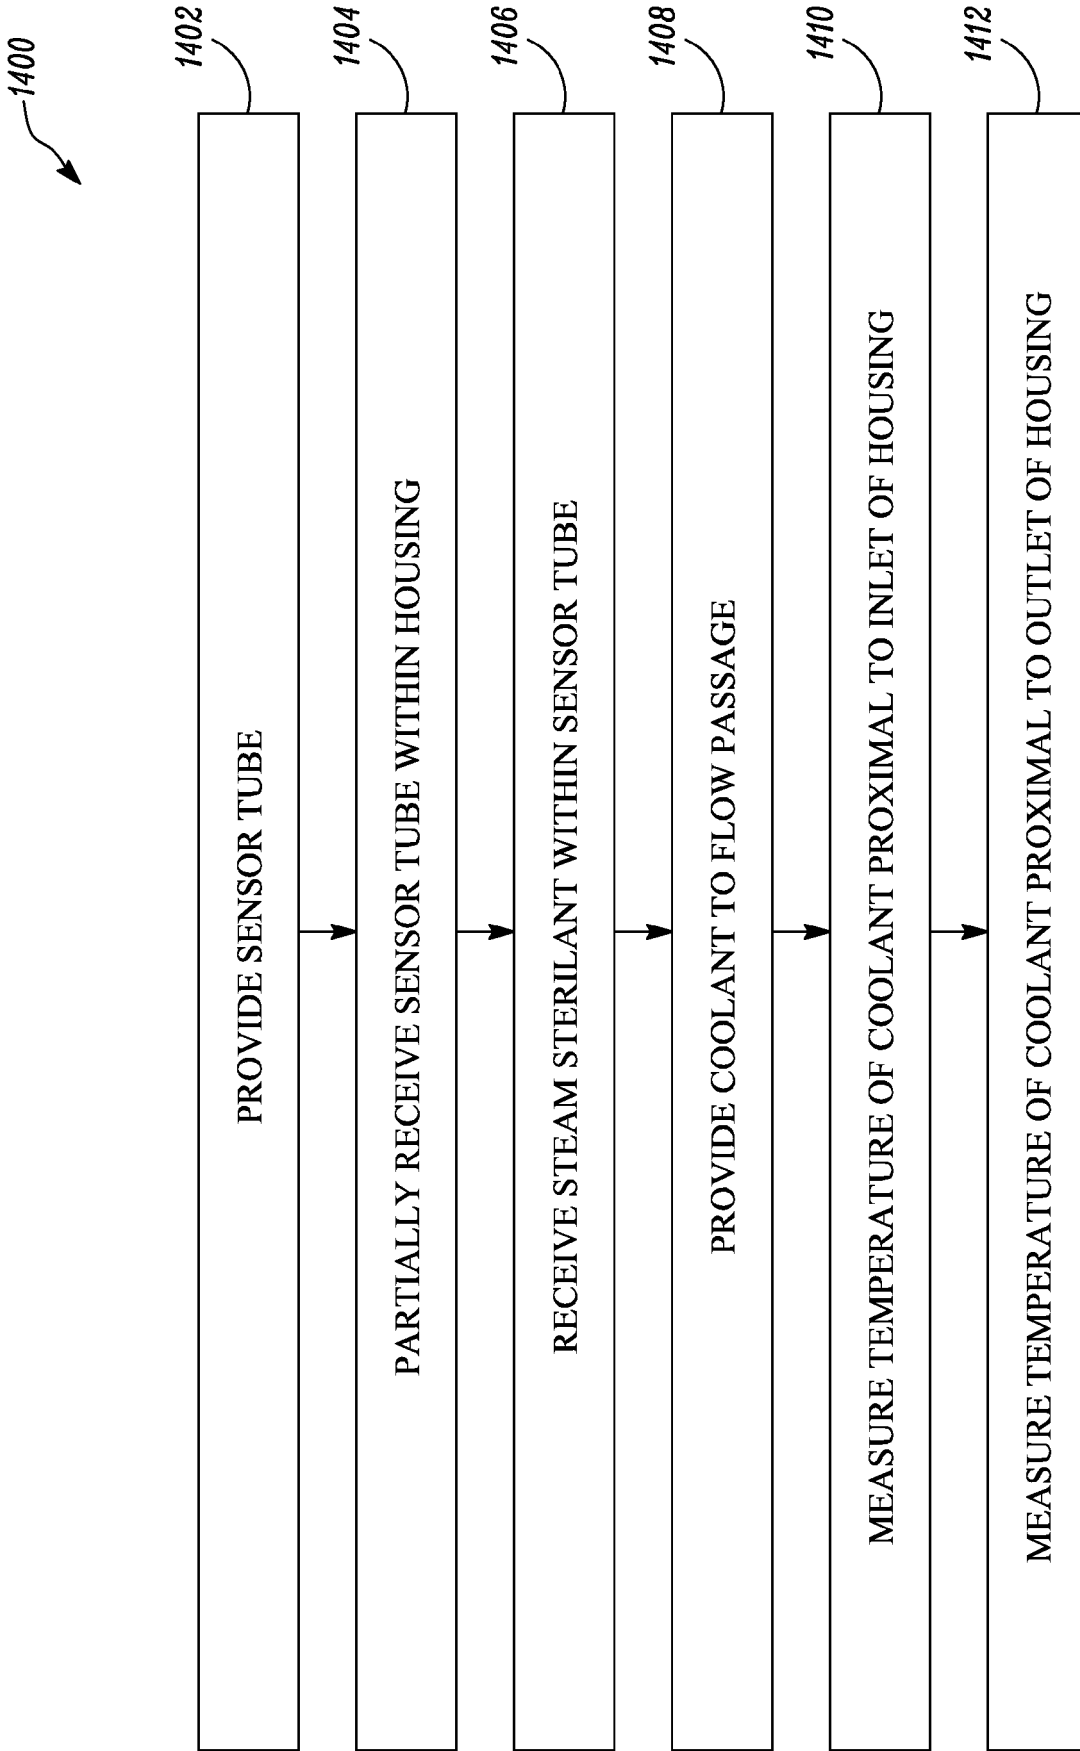 1400
1402
PROVIDE SENSOR TUBE
1404
PARTIALLY RECEIVE SENSOR TUBE WITHIN HOUSING
1406
RECEIVE STEAM STERILANT WITHIN SENSOR TUBE
1408
PROVIDE COOLANT TO FLOW PASSAGE
1410
MEASURE TEMPERATURE OF COOLANT PROXIMAL TO INLET OF HOUSING
1412
MEASURE TEMPERATURE OF COOLANT PROXIMAL TO OUTLET OF HOUSING